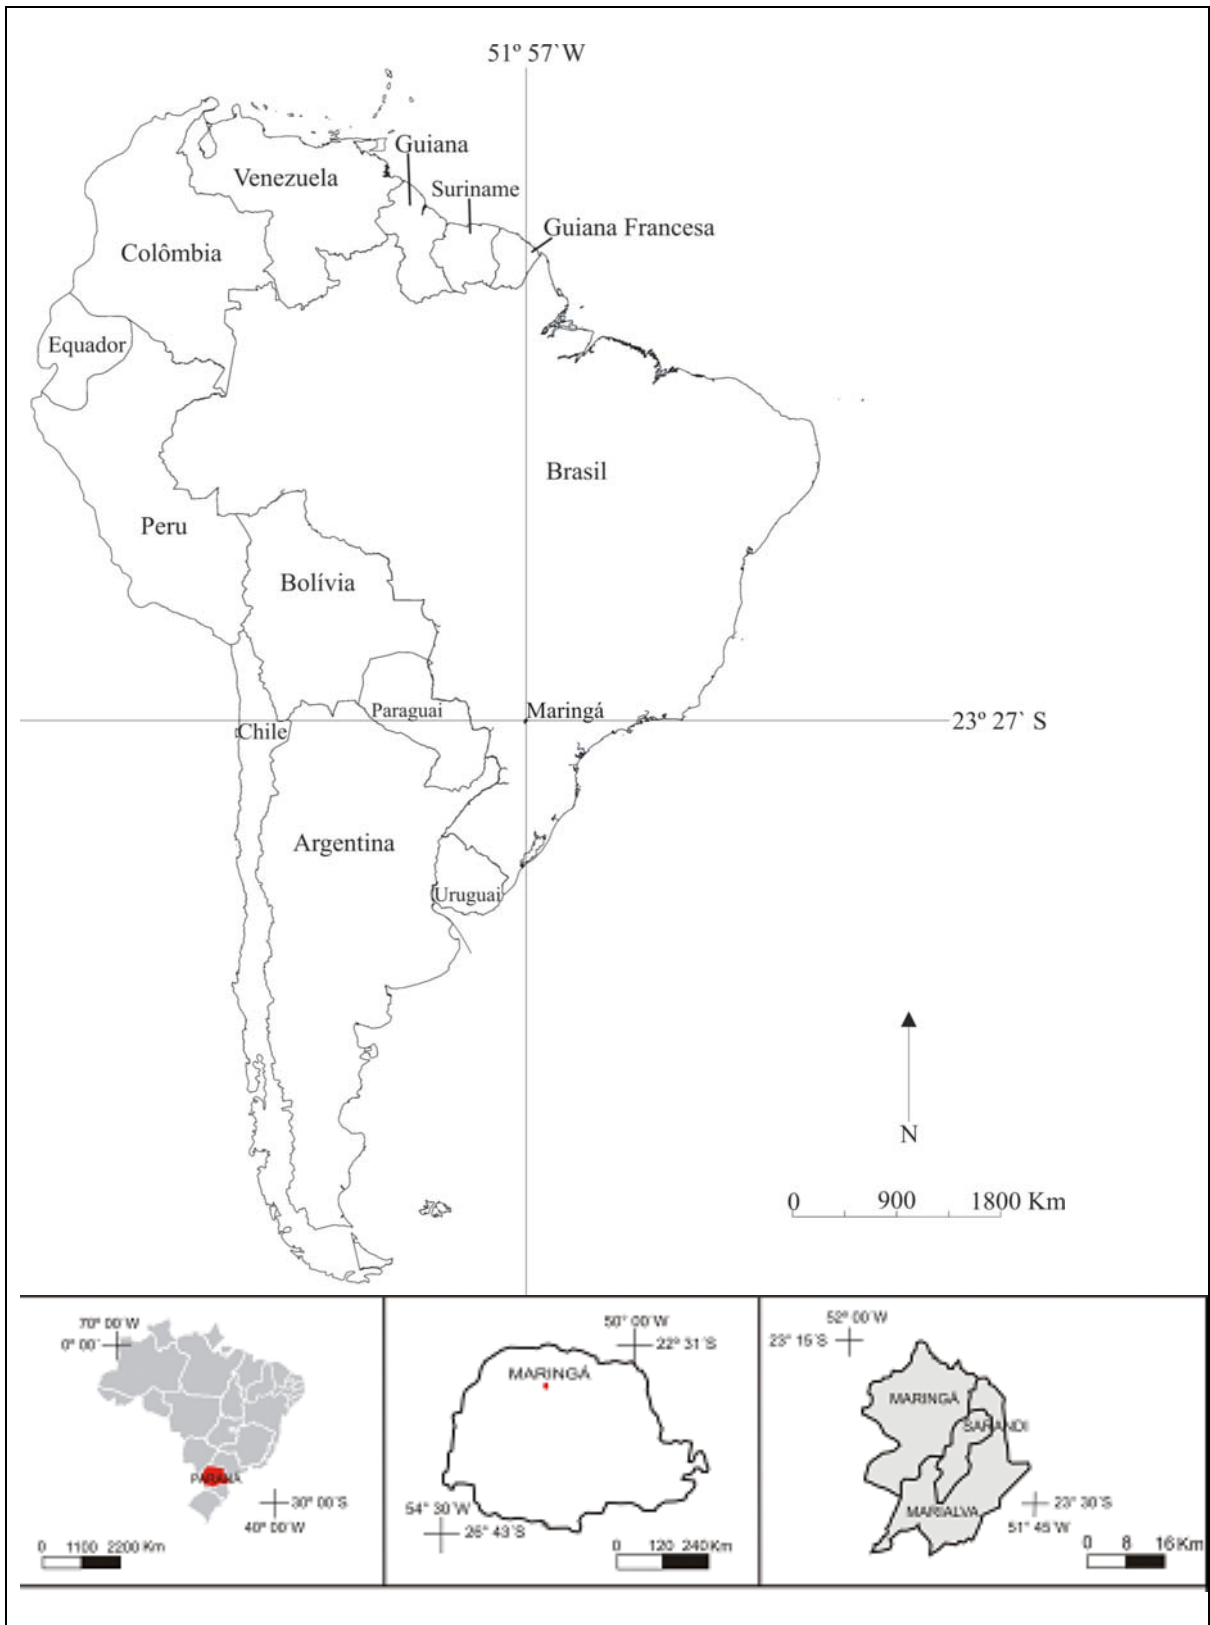 51º 57`W
Guiana
Venezuela
Suriname
Guiana Francesa
Colômbia
Equador
Brasil
Peru
Bolívia
Paraguai
Maringá
23º 27` S
Chile
Argentina
Uruguai
N
0 900 1800 Km
70° 00´W
0° 00´
PARANÁ
30° 00´S
40° 00´W
0 1100 2200 Km
50° 00´W
22° 31´S
MARINGÁ
54° 30´W
26° 43´S
0 120 240 Km
52° 00´W
23° 15´S
MARINGÁ
SARANDI
MARIALVA
23° 30´S
51° 45´W
0 8 16 Km